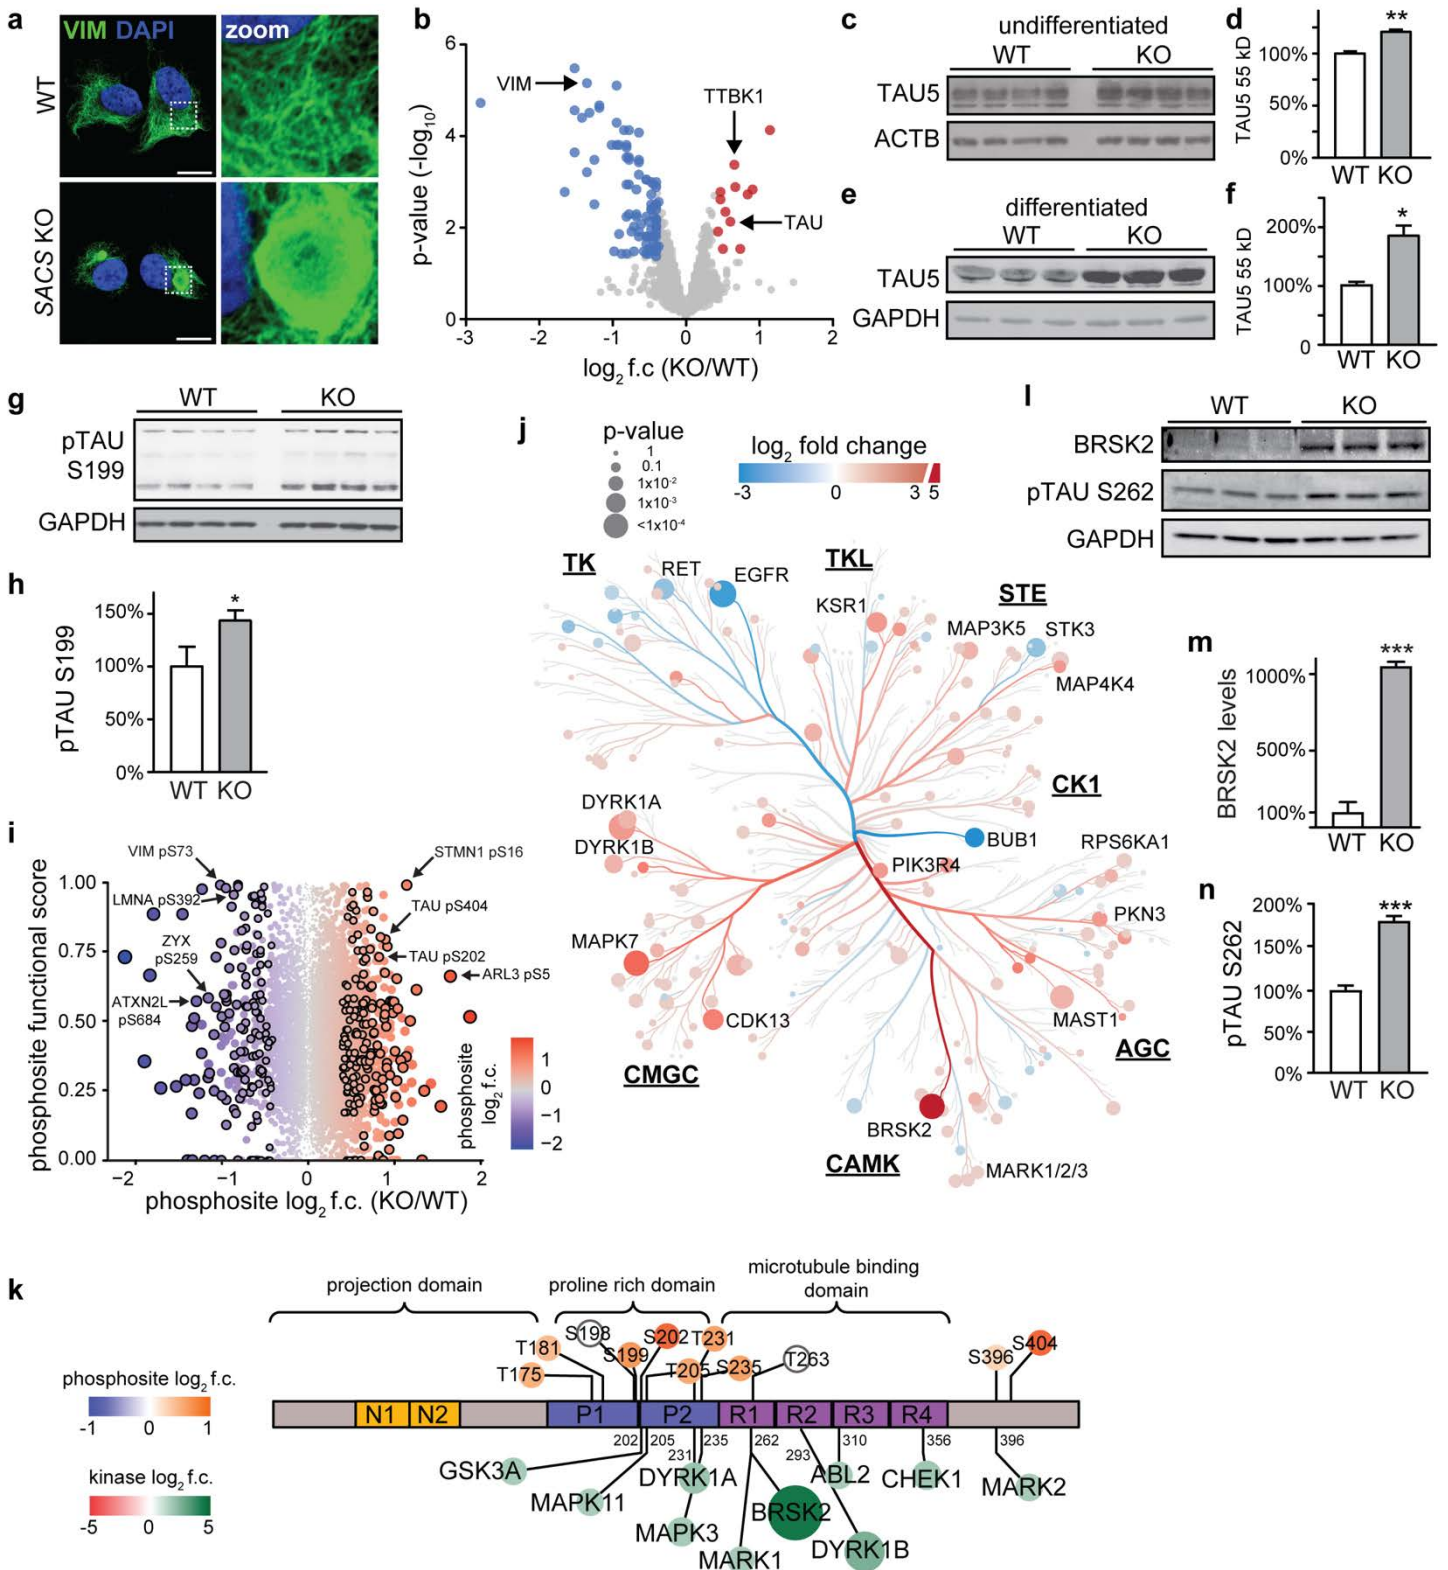 a
VIM DAPI
zoom
WT
SACS KO
b
p-value (-log10)
6
4
2
0
-3
-2
-1
0
1
2
log2 f.c (KO/WT)
VIM
TTBK1
TAU
c
undifferentiated
WT KO
TAU5
ACTB
d
**
TAU5 55 kD
100%
50%
0%
WT KO
e
differentiated
WT KO
TAU5
GAPDH
f
*
TAU5 55 kD
200%
100%
0
WT KO
g
WT KO
pTAU
S199
GAPDH
h
*
pTAU S199
150%
100%
50%
0%
WT KO
i
phosphosite functional score
1.00
0.75
0.50
0.25
0.00
−2
−1
0
1
2
phosphosite log2 f.c. (KO/WT)
VIM pS73
LMNA pS392
ZYX
pS259
ATXN2L
pS684
STMN1 pS16
TAU pS404
TAU pS202
ARL3 pS5
phosphosite
log2 f.c.
1
0
−1
−2
j
p-value
1
0.1
1x10-2
1x10-3
<1x10-4
log2 fold change
-3 0 3 5
TK
RET
EGFR
TKL
KSR1
STE
MAP3K5
STK3
MAP4K4
CK1
BUB1
DYRK1A
DYRK1B
PIK3R4
RPS6KA1
PKN3
MAPK7
CDK13
MAST1
AGC
CMGC
BRSK2
CAMK
MARK1/2/3
l
WT KO
BRSK2
pTAU S262
GAPDH
m
***
BRSK2 levels
1000%
500%
100%
WT KO
n
***
pTAU S262
200%
150%
100%
50%
0%
WT KO
k
projection domain
proline rich domain
microtubule binding
domain
T175
T181
S198
S199
S202
T205
T231
S235
T263
S396
S404
N1 N2 P1 P2 R1 R2 R3 R4
202 205 231 235 262 293 310 356 396
GSK3A
MAPK11
DYRK1A
MAPK3
MARK1
BRSK2
ABL2
DYRK1B
CHEK1
MARK2
phosphosite log2 f.c.
-1 0 1
kinase log2 f.c.
-5 0 5